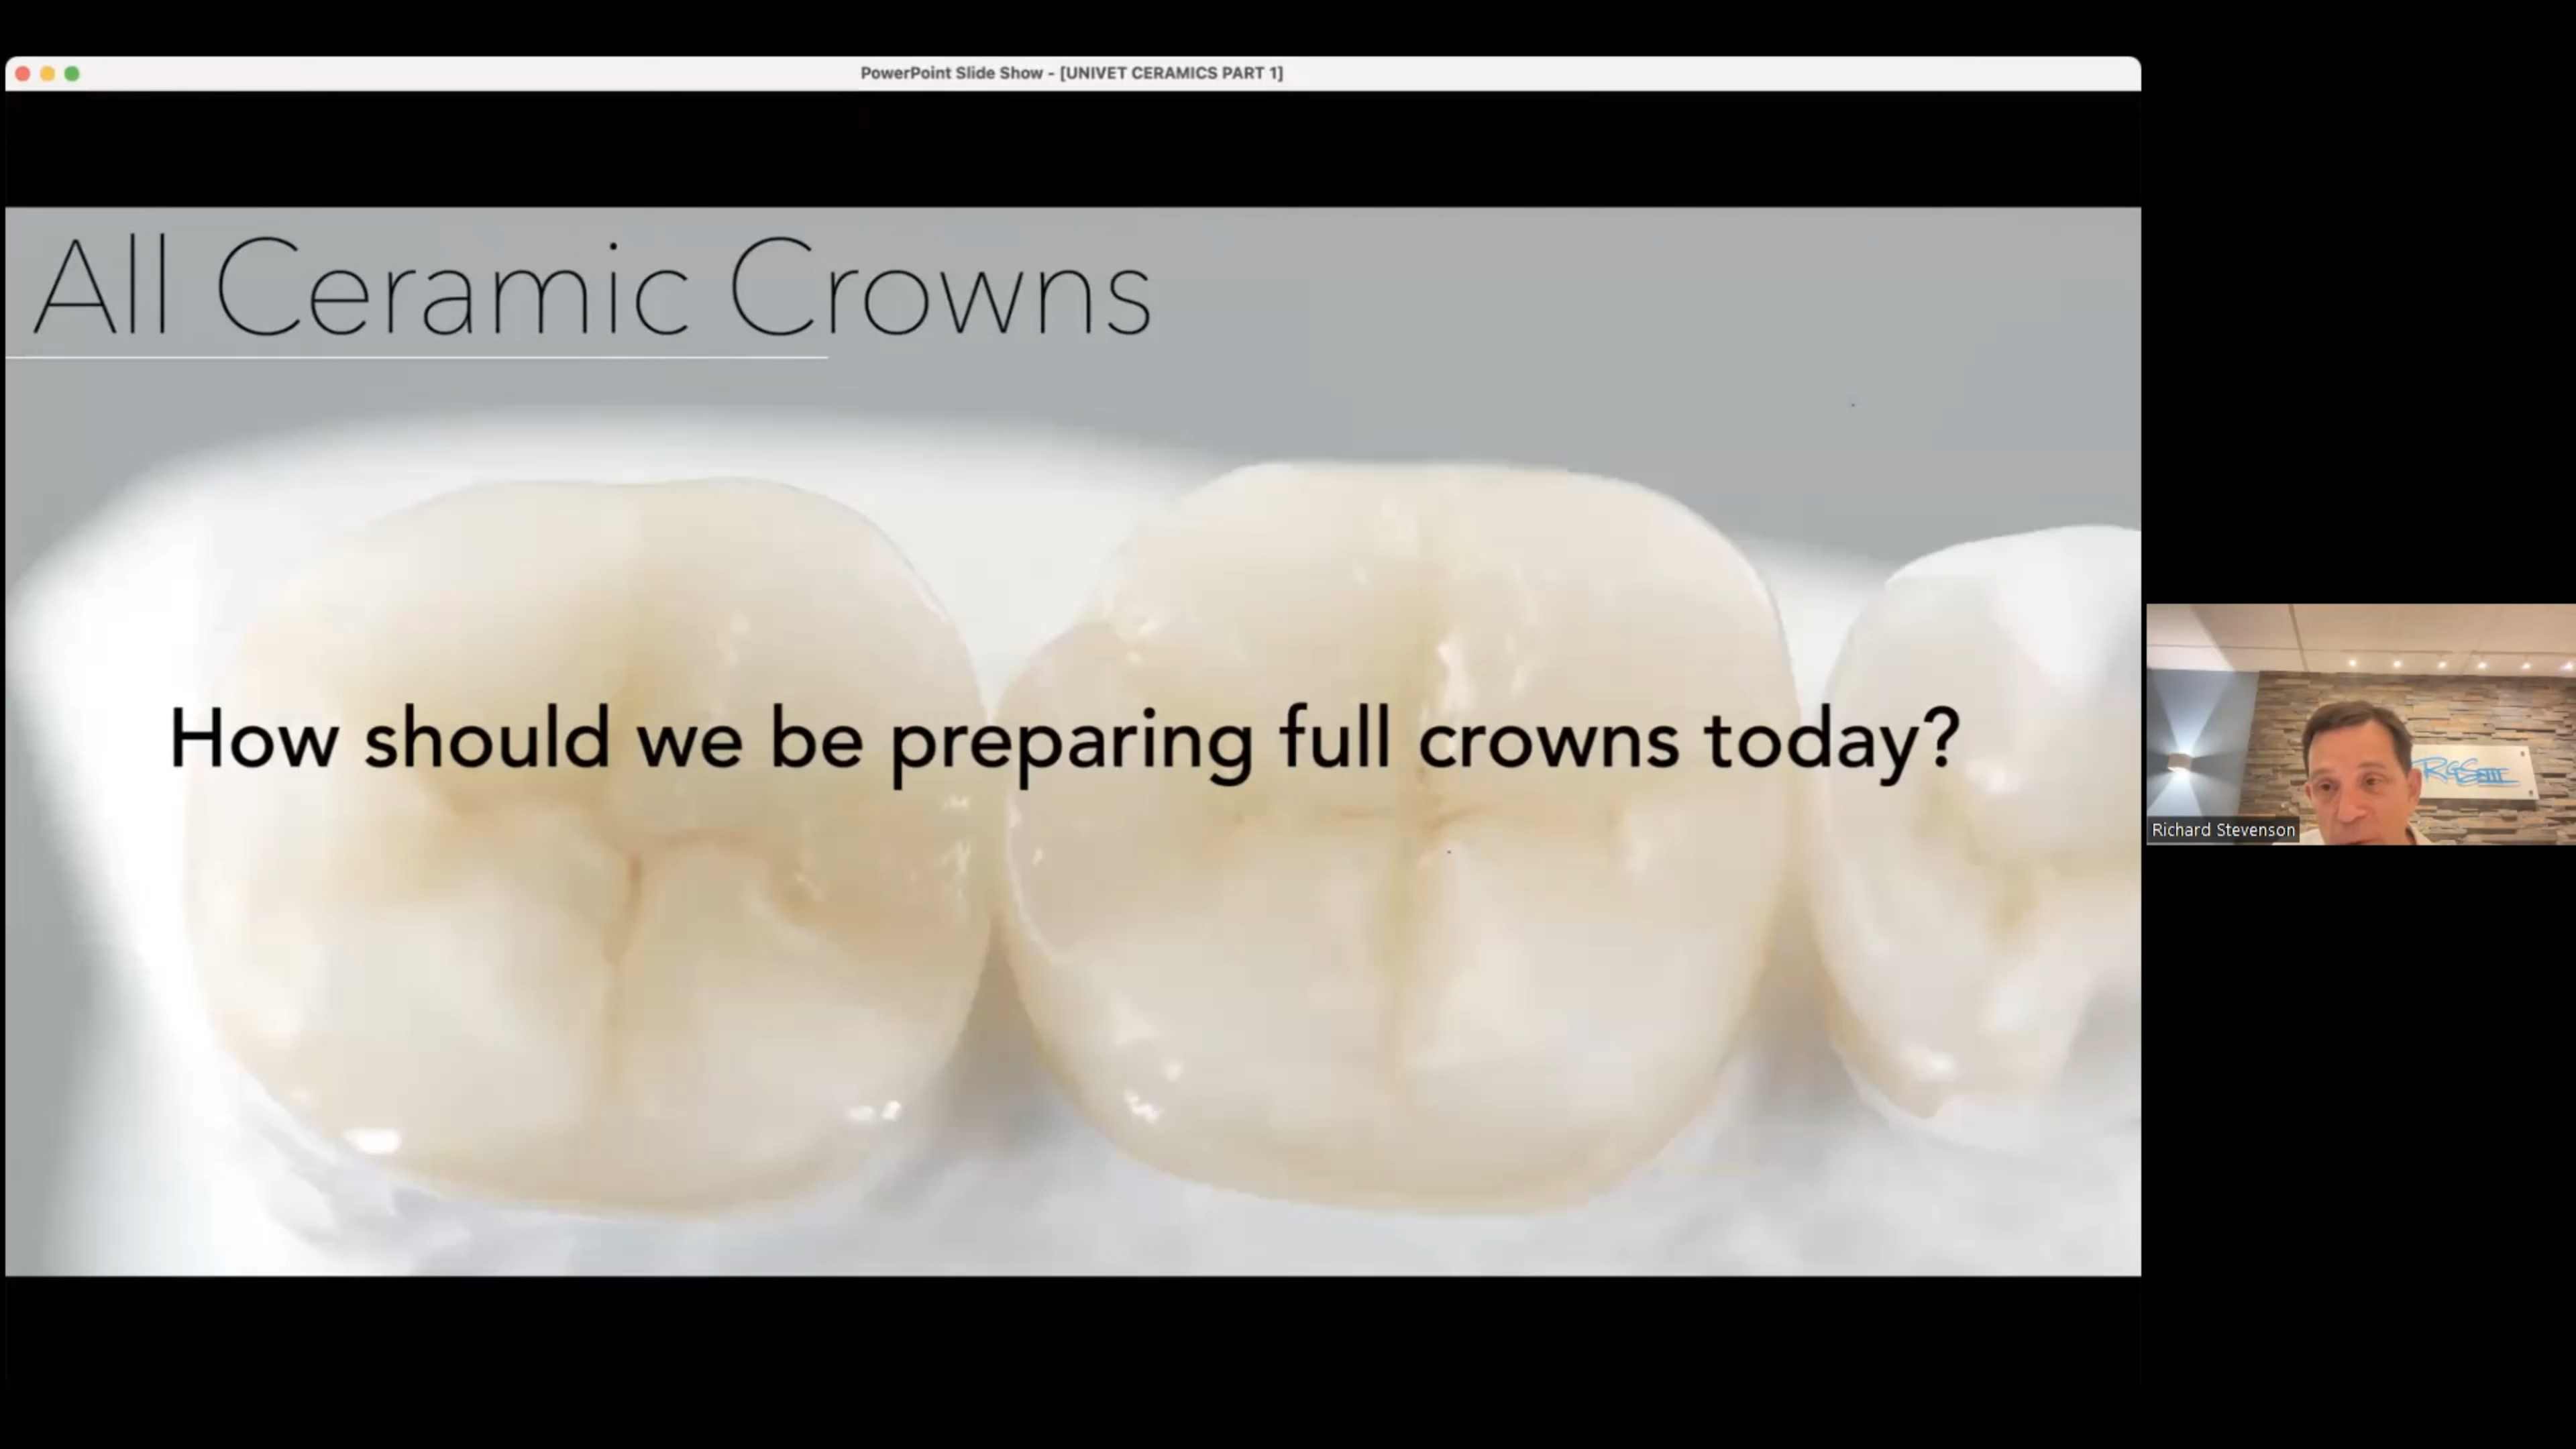 PowerPoint Slide Show - [UNIVET CERAMICS PART 1]
All Ceramic Crowns
How should we be preparing full crowns today?
Richard Stevenson